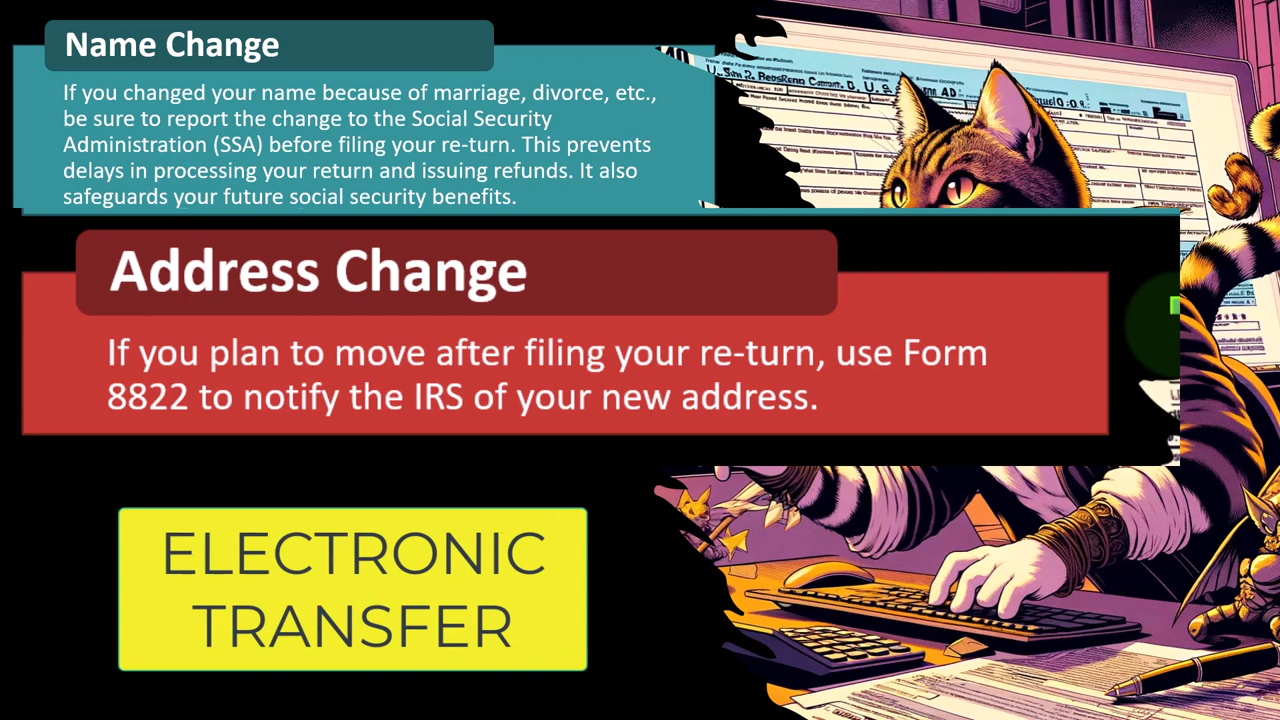 Name Change
If you changed your name because of marriage, divorce, etc.,
be sure to report the change to the Social Security
Administration (SSA) before filing your re-turn. This prevents
delays in processing your return and issuing refunds. It also
safeguards your future social security benefits.
Address Change
If you plan to move after filing your re-turn, use Form
8822 to notify the IRS of your new address.
ELECTRONIC
TRANSFER